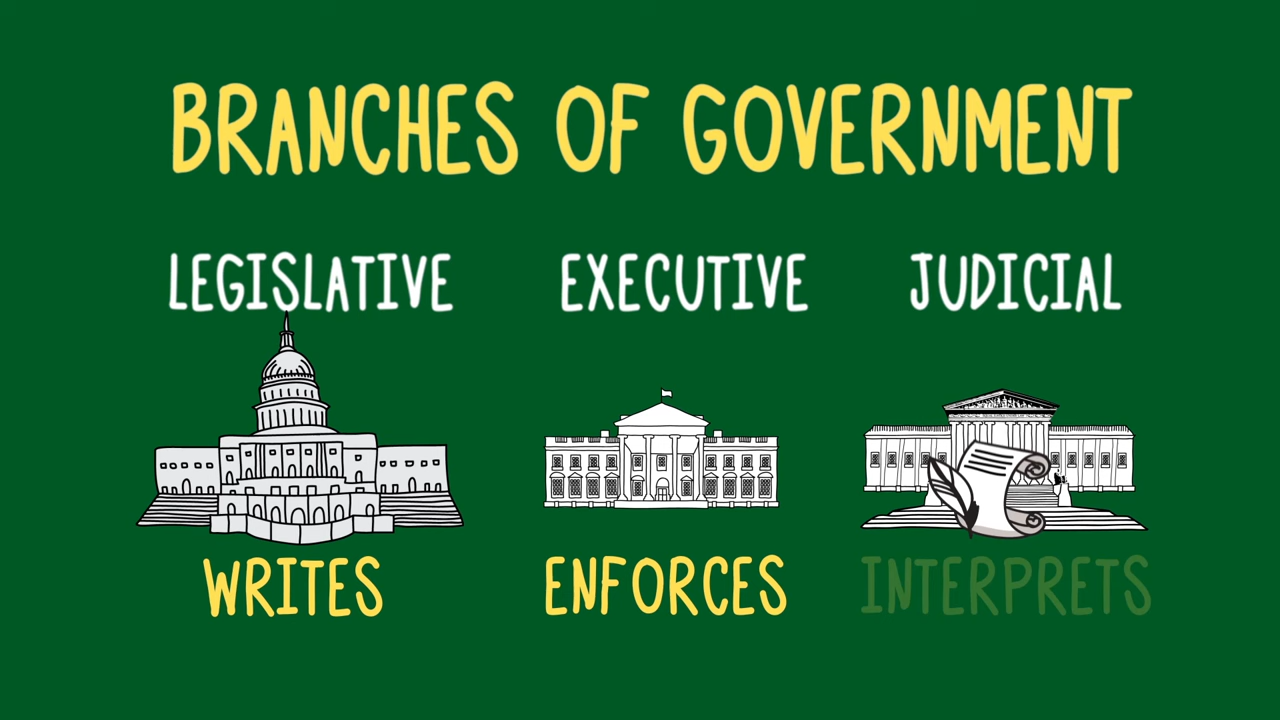 BRANCHES OF GOVERNMENT
LEGISLATIVE EXECUTIVE JUDICIAL
WRITES ENFORCES INTERPRETS